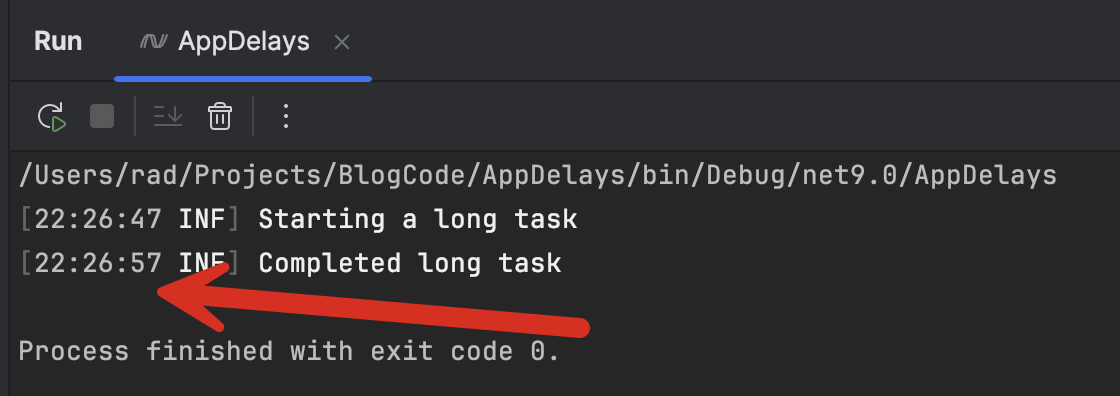 Run AppDelays
/Users/rad/Projects/BlogCode/AppDelays/bin/Debug/net9.0/AppDelays
[22:26:47 INF] Starting a long task
[22:26:57 INF] Completed long task
Process finished with exit code 0.